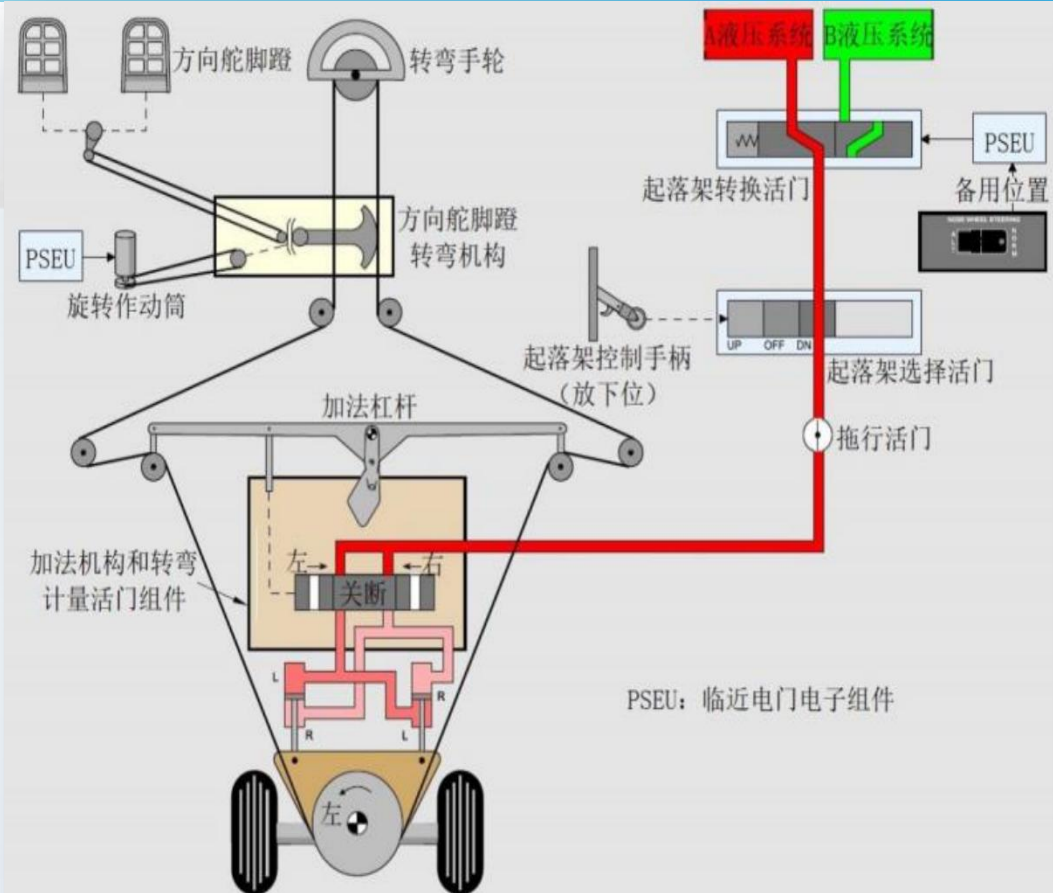 方向舵脚蹬
转弯手轮
A液压系统
B液压系统
PSEU
起落架转换活门
备用位置
NOSE WHEEL STEERING
ALT
NORM
方向舵脚蹬
转弯机构
PSEU
旋转作动筒
起落架控制手柄
（放下位）
UP
OFF
DN
起落架选择活门
加法杠杆
拖行活门
加法机构和转弯
计量活门组件
左
右
关断
L
R
R
L
PSEU：临近电门电子组件
左